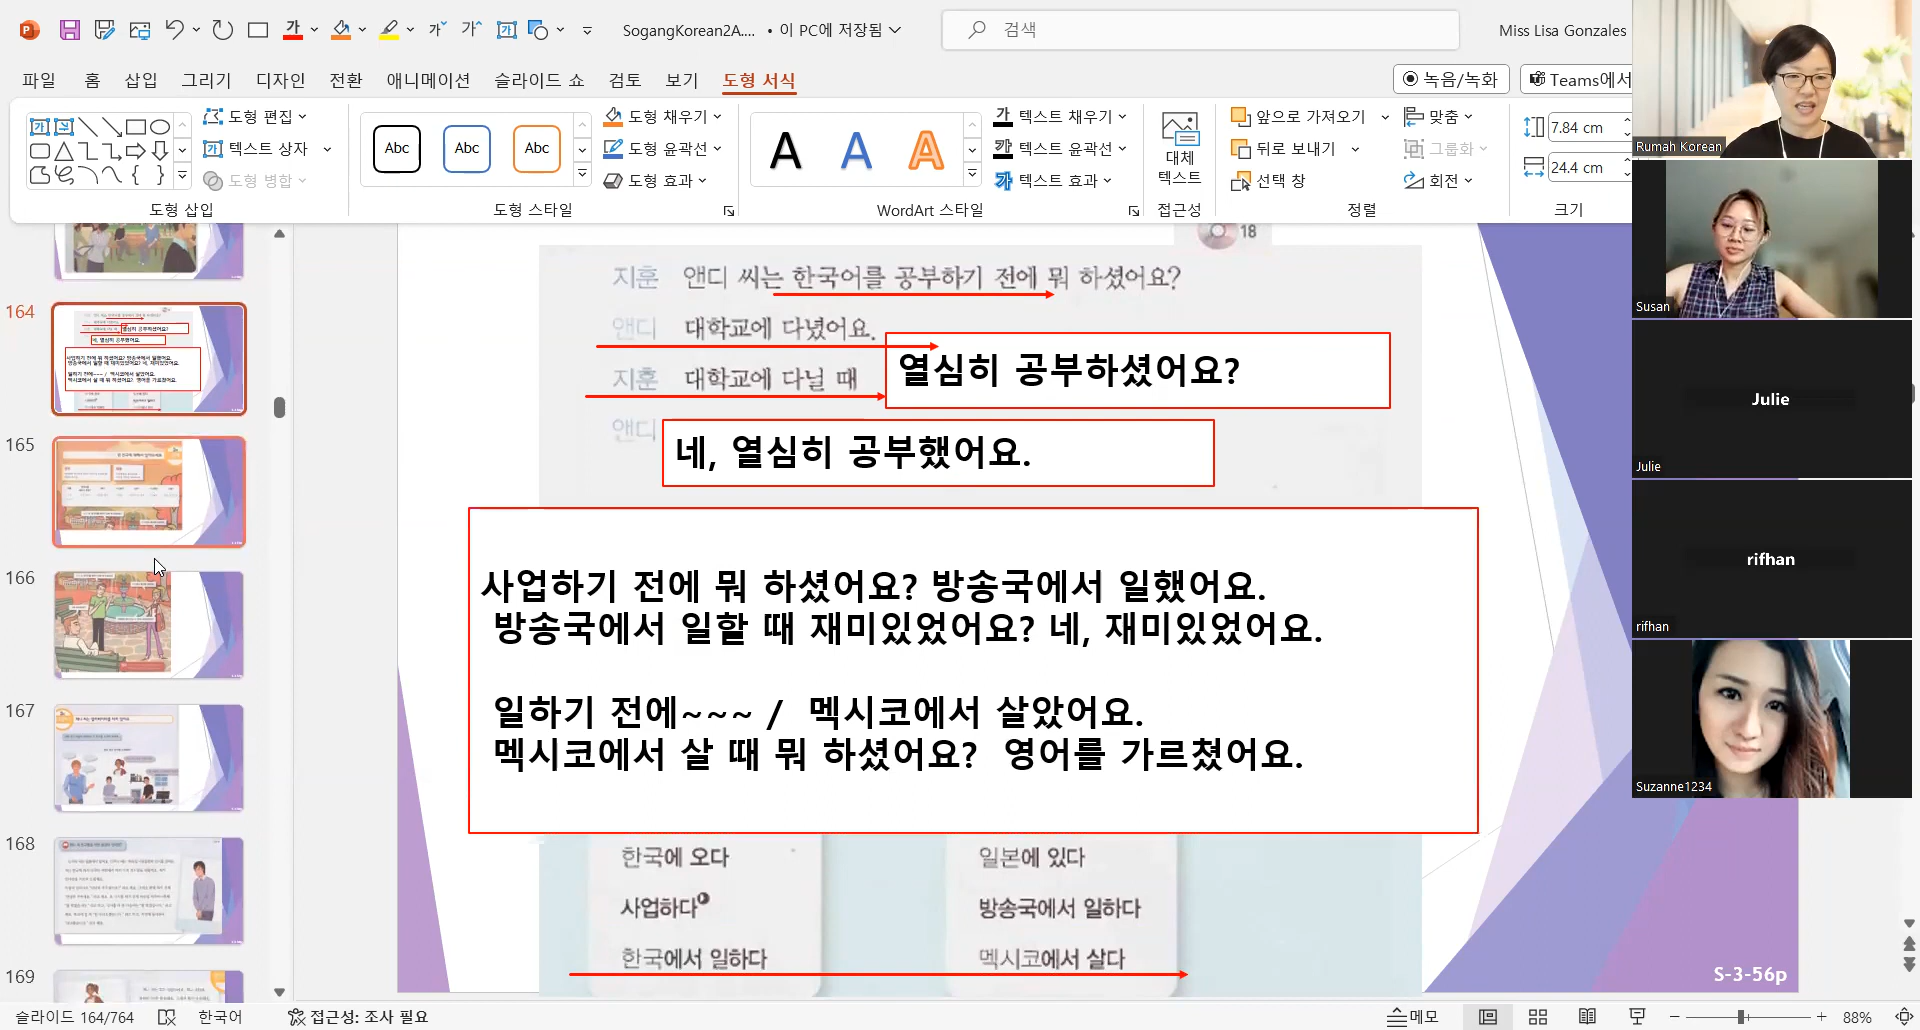 SogangKorean2A.... • 이 PC에 저장됨
검색
Miss Lisa Gonzales
파일 홈 삽입 그리기 디자인 전환 애니메이션 슬라이드 쇼 검토 보기 도형 서식
녹음/녹화
Teams에서
도형 편집
텍스트 상자
도형 병합
도형 삽입
Abc Abc Abc
도형 채우기
도형 윤곽선
도형 효과
도형 스타일
A A A
텍스트 채우기
텍스트 윤곽선
텍스트 효과
WordArt 스타일
대체
텍스트
접근성
앞으로 가져오기
뒤로 보내기
선택 창
맞춤
그룹화
회전
정렬
7.84 cm
24.4 cm
크기
164
165
166
167
168
169
18
지훈 앤디 씨는 한국어를 공부하기 전에 뭐 하셨어요?
앤디 대학교에 다녔어요.
지훈 대학교에 다닐 때 열심히 공부하셨어요?
앤디 네, 열심히 공부했어요.
사업하기 전에 뭐 하셨어요? 방송국에서 일했어요.
방송국에서 일할 때 재미있었어요? 네, 재미있었어요.
일하기 전에~~~ / 멕시코에서 살았어요.
멕시코에서 살 때 뭐 하셨어요? 영어를 가르쳤어요.
한국에 오다 일본에 있다
사업하다 방송국에서 일하다
한국에서 일하다 멕시코에서 살다
S-3-56p
Rumah Korean
Susan
Julie
Julie
rifhan
rifhan
Suzanne1234
슬라이드 164/764 한국어 접근성: 조사 필요
메모
88%